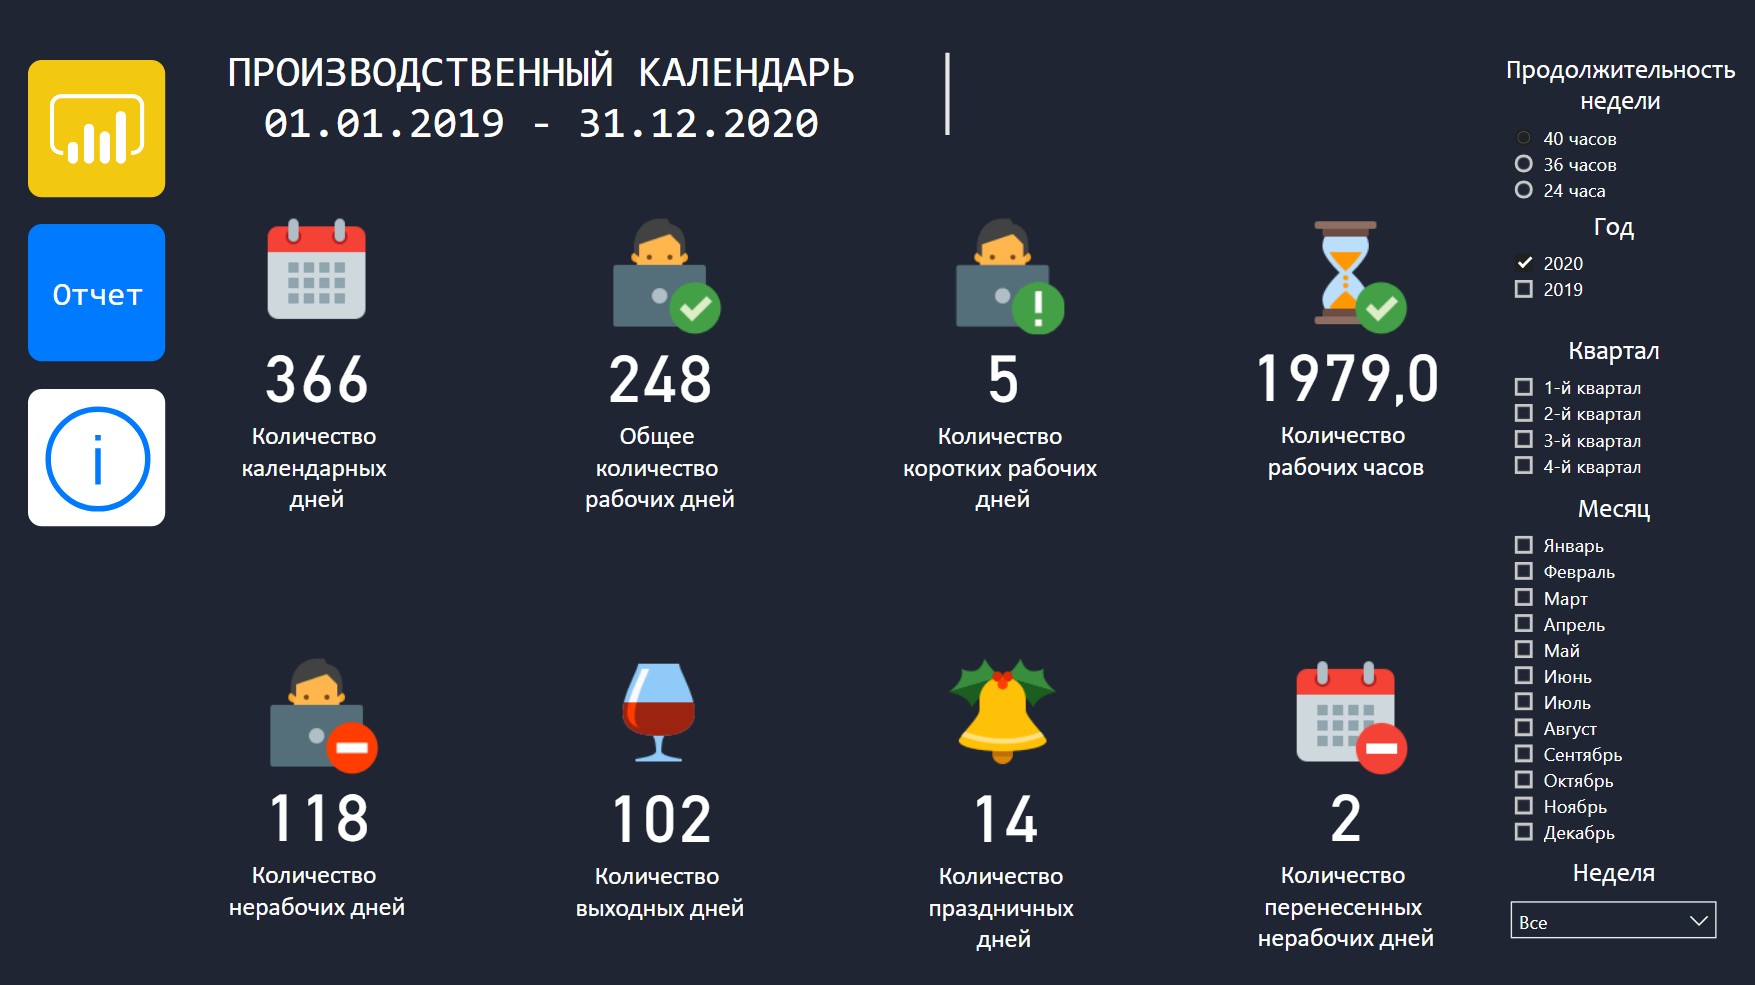 ПРОИЗВОДСТВЕННЫЙ КАЛЕНДАРЬ
01.01.2019 - 31.12.2020
Отчет
i
366
Количество
календарных
дней
248
Общее
количество
рабочих дней
5
Количество
коротких рабочих
дней
1979,0
Количество
рабочих часов
118
Количество
нерабочих дней
102
Количество
выходных дней
14
Количество
праздничных
дней
2
Количество
перенесенных
нерабочих дней
Продолжительность
недели
40 часов
36 часов
24 часа
Год
2020
2019
Квартал
1-й квартал
2-й квартал
3-й квартал
4-й квартал
Месяц
Январь
Февраль
Март
Апрель
Май
Июнь
Июль
Август
Сентябрь
Октябрь
Ноябрь
Декабрь
Неделя
Все